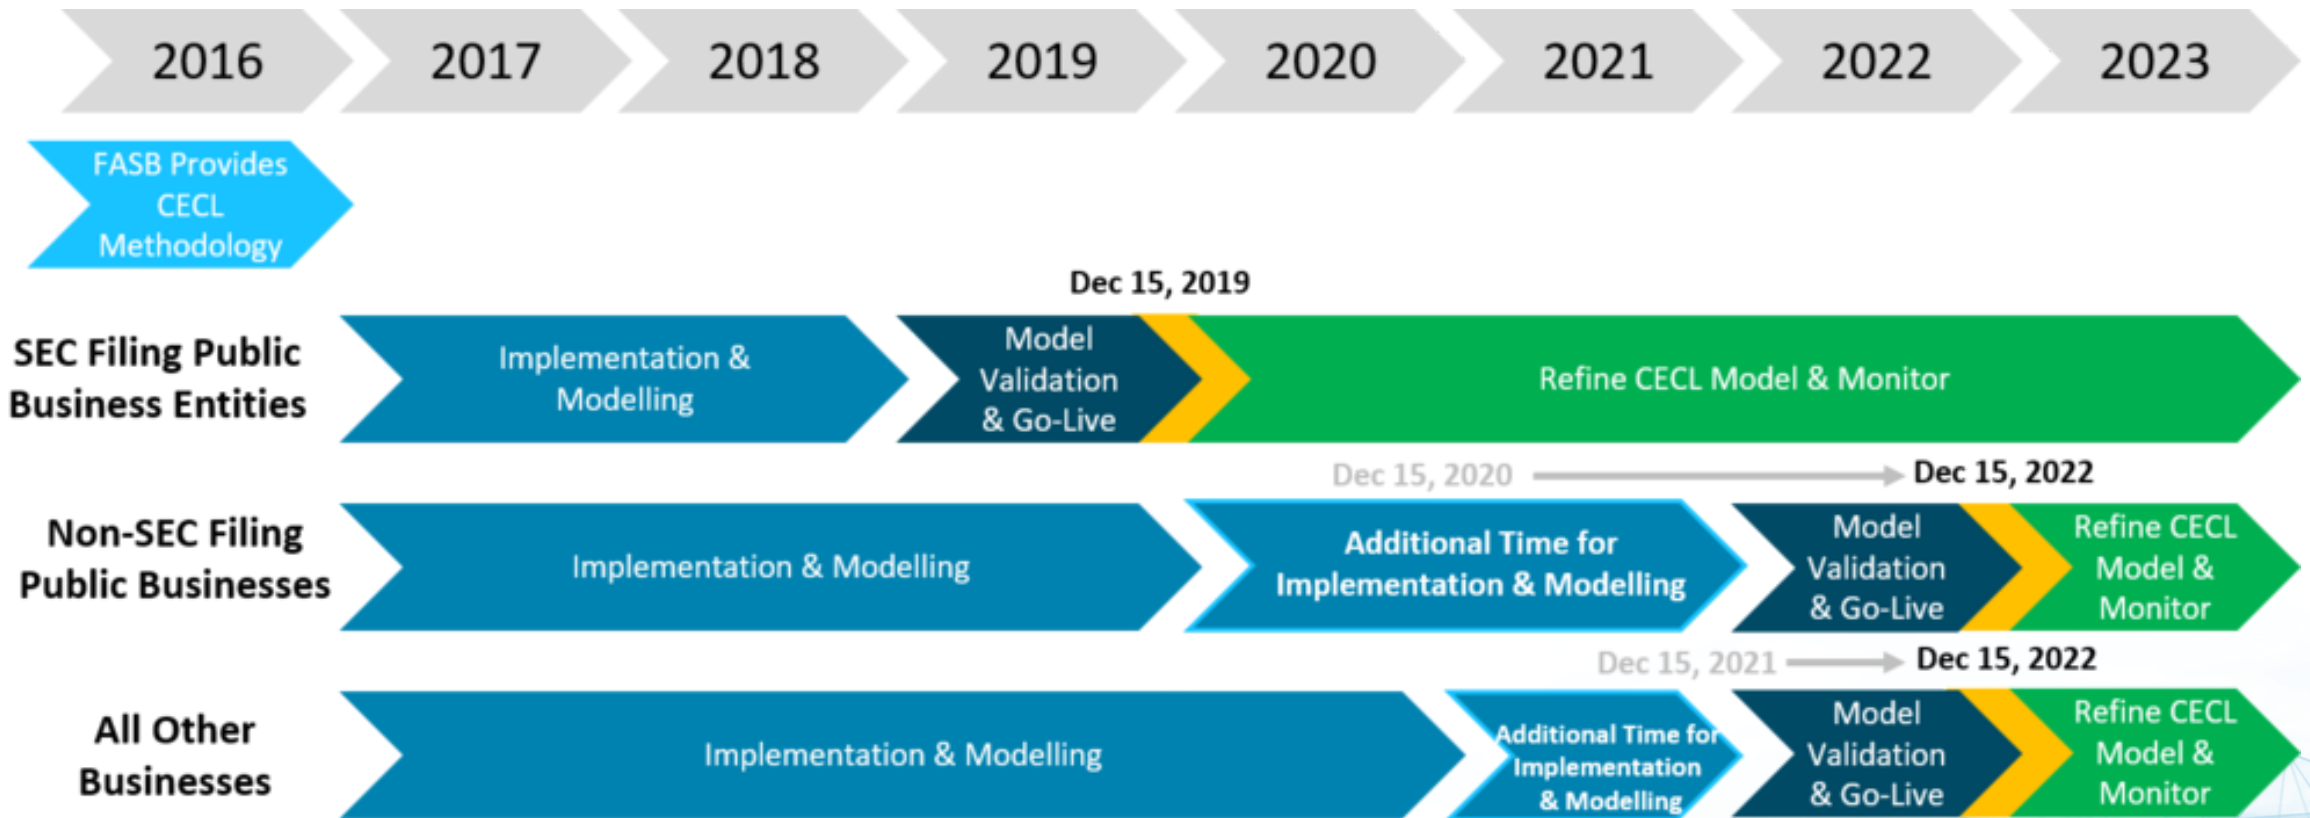 2016
2017
2018
2019
2020
2021
2022
2023
FASB Provides
CECL
Methodology
Dec 15, 2019
SEC Filing Public
Business Entities
Implementation &
Modelling
Model
Validation
& Go-Live
Refine CECL Model & Monitor
Dec 15, 2020
Dec 15, 2022
Non-SEC Filing
Public Businesses
Implementation & Modelling
Additional Time for
Implementation & Modelling
Model
Validation
& Go-Live
Refine CECL
Model &
Monitor
Dec 15, 2021
Dec 15, 2022
All Other
Businesses
Implementation & Modelling
Additional Time for
Implementation
& Modelling
Model
Validation
& Go-Live
Refine CECL
Model &
Monitor